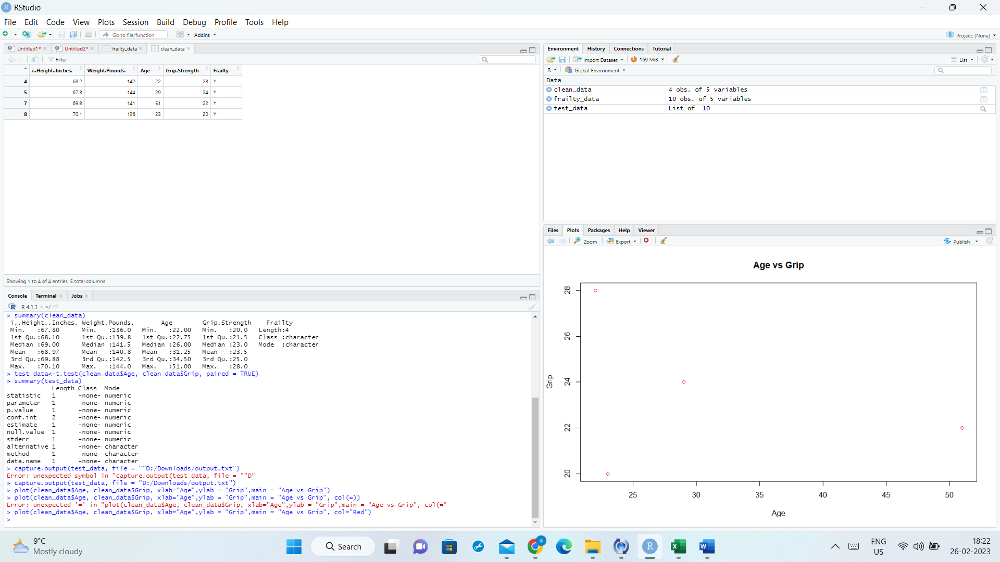 RStudio
File Edit Code View Plots Session Build Debug Profile Tools Help
Go to file/function Addins Project: (None)
Untitled1* Untitled2* frailty_data clean_data
Filter
ï..Height..Inches. Weight.Pounds. Age Grip.Strength Frailty
4 68.2 142 22 28 Y
5 67.8 144 29 24 Y
7 69.8 141 51 22 Y
8 70.1 136 23 20 Y
Showing 1 to 4 of 4 entries, 5 total columns
Console Terminal Jobs
R 4.1.1 · ~/
> summary(clean_data)
ï..Height..Inches. Weight.Pounds. Age Grip.Strength Frailty
Min. :67.80 Min. :136.0 Min. :22.00 Min. :20.0 Length:4
1st Qu.:68.10 1st Qu.:139.8 1st Qu.:22.75 1st Qu.:21.5 Class :character
Median :69.00 Median :141.5 Median :26.00 Median :23.0 Mode :character
Mean :68.97 Mean :140.8 Mean :31.25 Mean :23.5
3rd Qu.:69.88 3rd Qu.:142.5 3rd Qu.:34.50 3rd Qu.:25.0
Max. :70.10 Max. :144.0 Max. :51.00 Max. :28.0
> test_data<-t.test(clean_data$Age, clean_data$Grip, paired = TRUE)
> summary(test_data)
Length Class Mode
statistic 1 -none- numeric
parameter 1 -none- numeric
p.value 1 -none- numeric
conf.int 2 -none- numeric
estimate 1 -none- numeric
null.value 1 -none- numeric
stderr 1 -none- numeric
alternative 1 -none- character
method 1 -none- character
data.name 1 -none- character
> capture.output(test_data, file = ""D:/Downloads/output.txt")
Error: unexpected symbol in "capture.output(test_data, file = ""D"
> capture.output(test_data, file = "D:/Downloads/output.txt")
> plot(clean_data$Age, clean_data$Grip, xlab="Age",ylab = "Grip",main = "Age vs Grip")
> plot(clean_data$Age, clean_data$Grip, xlab="Age",ylab = "Grip",main = "Age vs Grip", col(=))
Error: unexpected '=' in "plot(clean_data$Age, clean_data$Grip, xlab="Age",ylab = "Grip",main = "Age vs Grip", col(="
> plot(clean_data$Age, clean_data$Grip, xlab="Age",ylab = "Grip",main = "Age vs Grip", col="Red")
>
Environment History Connections Tutorial
Import Dataset 169 MiB List
R Global Environment
Data
clean_data 4 obs. of 5 variables
frailty_data 10 obs. of 5 variables
test_data List of 10
Files Plots Packages Help Viewer
Zoom Export Publish
Age vs Grip
28
26
24
22
20
Grip
25 30 35 40 45 50
Age
9°C
Mostly cloudy
Search
ENG
US
18:22
26-02-2023